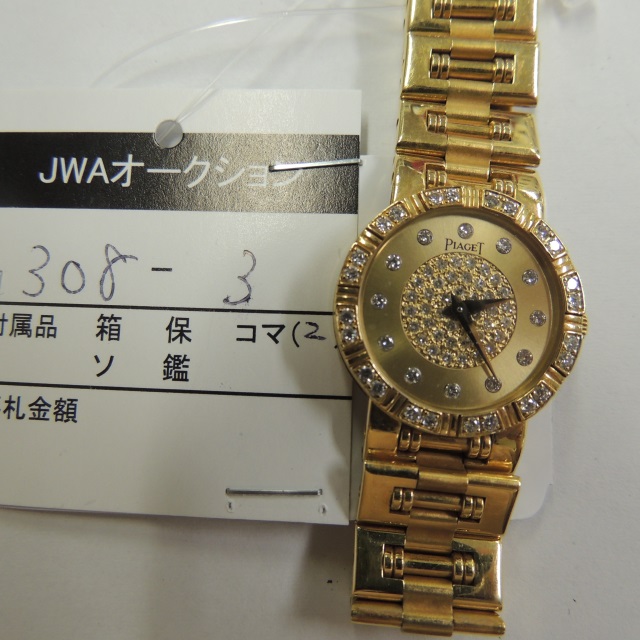 JWAオークション
308-3
付属品 箱 保 コマ(2
ソ 鑑
札金額
PIAGET